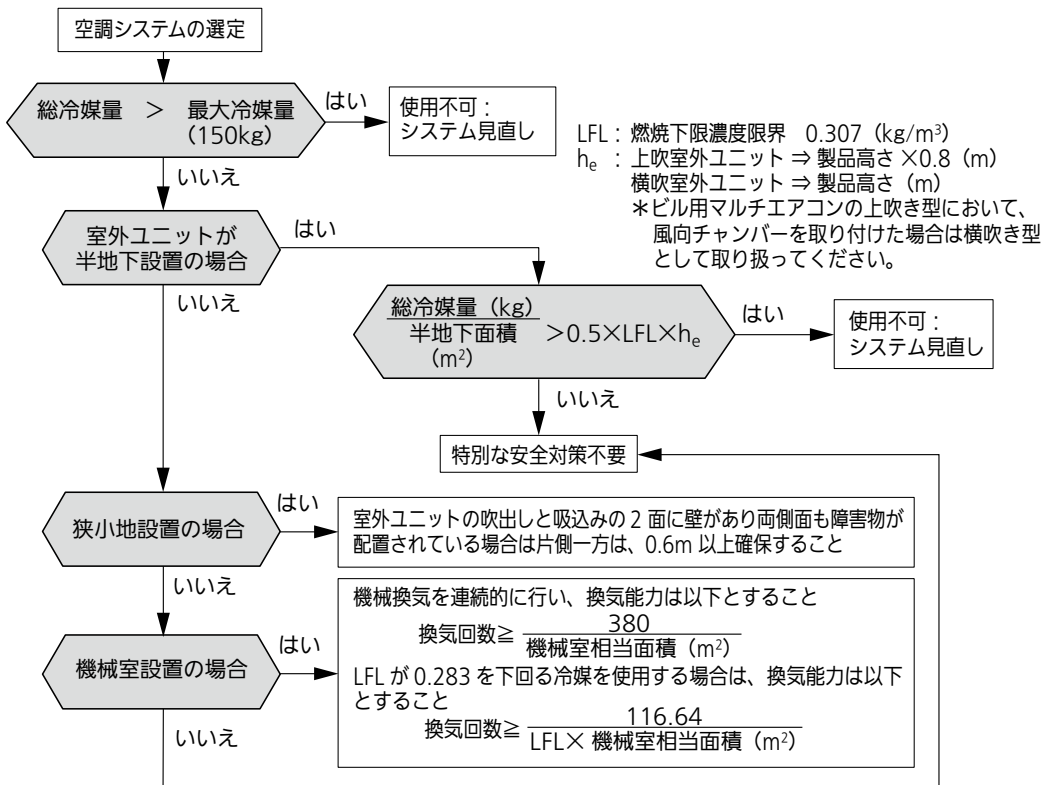 空調システムの選定
総冷媒量 ＞ 最大冷媒量
(150kg)
はい
使用不可：
システム見直し
いいえ
LFL：燃焼下限濃度限界 0.307（kg/m³）
he ：上吹室外ユニット ⇒ 製品高さ ×0.8（m）
横吹室外ユニット ⇒ 製品高さ（m）
＊ビル用マルチエアコンの上吹き型において、
風向チャンバーを取り付けた場合は横吹き型
として取り扱ってください。
室外ユニットが
半地下設置の場合
はい
いいえ
総冷媒量（kg）
半地下面積
（m²）
＞0.5×LFL×he
はい
使用不可：
システム見直し
いいえ
特別な安全対策不要
狭小地設置の場合
はい
室外ユニットの吹出しと吸込みの 2 面に壁があり両側面も障害物が
配置されている場合は片側一方は、0.6m 以上確保すること
いいえ
機械室設置の場合
はい
機械換気を連続的に行い、換気能力は以下とすること
換気回数≧ 380
機械室相当面積（m²）
LFL が 0.283 を下回る冷媒を使用する場合は、換気能力は以下
とすること
換気回数≧ 116.64
LFL× 機械室相当面積（m²）
いいえ